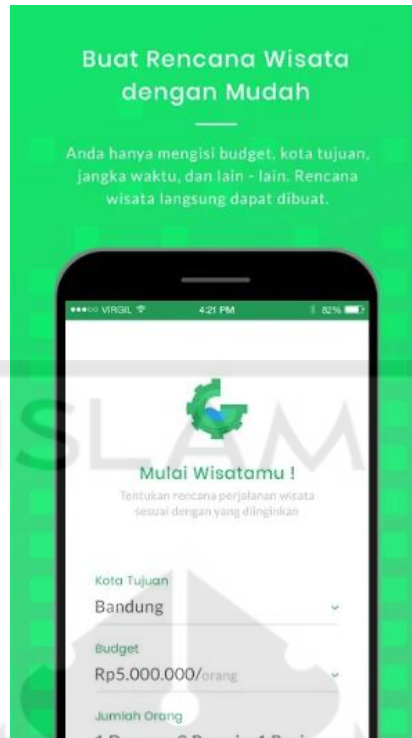 Buat Rencana Wisata
dengan Mudah
Anda hanya mengisi budget, kota tujuan,
jangka waktu, dan lain - lain. Rencana
wisata langsung dapat dibuat.
VIRGIL 4:21 PM 82%
ISLAM
Mulai Wisatamu !
Tentukan rencana perjalanan wisata
sesuai dengan yang diinginkan
Kota Tujuan
Bandung
Budget
Rp5.000.000/orang
Jumlah Orang